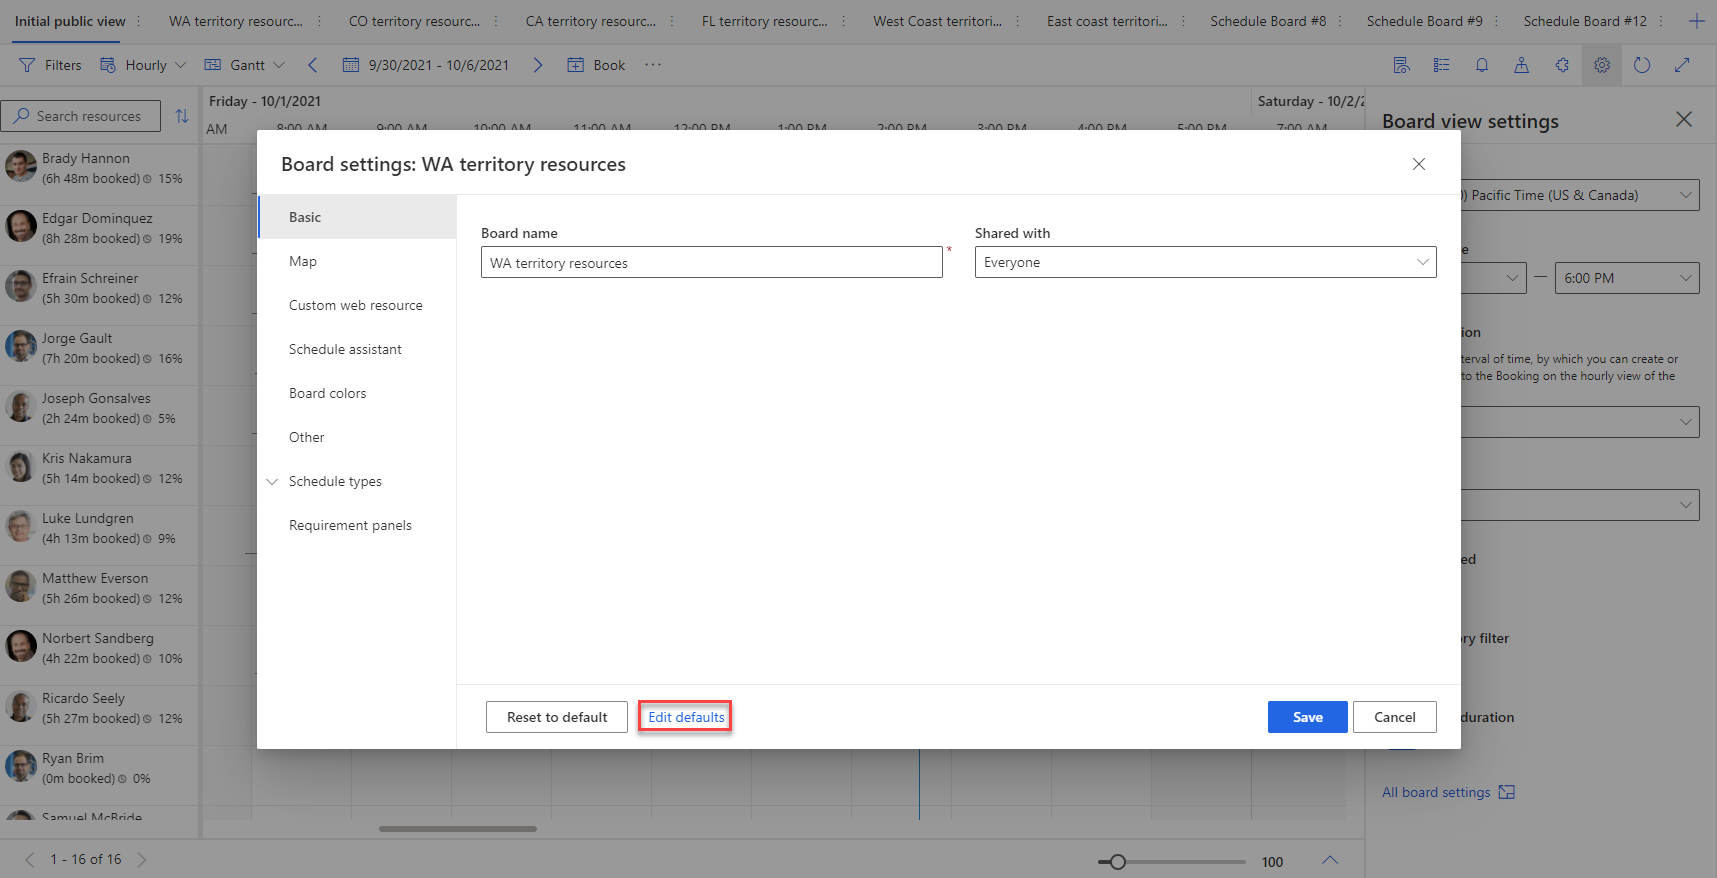 Initial public view
WA territory resourc...
CO territory resourc...
CA territory resourc...
FL territory resourc...
West Coast territori...
East coast territori...
Schedule Board #8
Schedule Board #9
Schedule Board #12
Filters
Hourly
Gantt
9/30/2021 - 10/6/2021
Book
Search resources
Friday - 10/1/2021
Saturday - 10/2/2
AM
8:00 AM
9:00 AM
10:00 AM
11:00 AM
12:00 PM
1:00 PM
2:00 PM
3:00 PM
4:00 PM
5:00 PM
7:00 AM
Brady Hannon
(6h 48m booked) 15%
Edgar Dominquez
(8h 28m booked) 19%
Efrain Schreiner
(5h 30m booked) 12%
Jorge Gault
(7h 20m booked) 16%
Joseph Gonsalves
(2h 24m booked) 5%
Kris Nakamura
(5h 14m booked) 12%
Luke Lundgren
(4h 13m booked) 9%
Matthew Everson
(5h 26m booked) 12%
Norbert Sandberg
(4h 22m booked) 10%
Ricardo Seely
(5h 27m booked) 12%
Ryan Brim
(0m booked) 0%
Samuel McBride
1 - 16 of 16
100
Board settings: WA territory resources
Basic
Map
Custom web resource
Schedule assistant
Board colors
Other
Schedule types
Requirement panels
Board name
WA territory resources
*
Shared with
Everyone
Reset to default
Edit defaults
Save
Cancel
Board view settings
) Pacific Time (US & Canada)
e
— 6:00 PM
ion
terval of time, by which you can create or
to the Booking on the hourly view of the
ed
ry filter
duration
All board settings